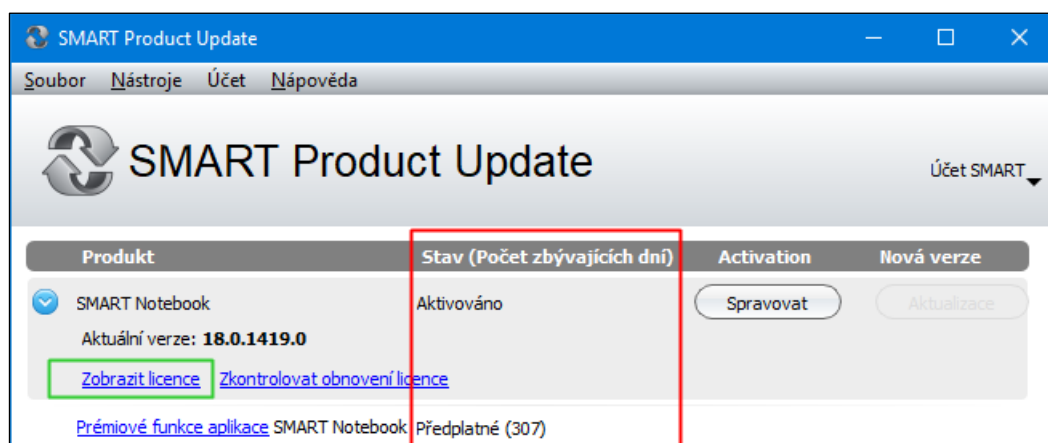 SMART Product Update
Soubor Nástroje Účet Nápověda
SMART Product Update
Účet SMART
Produkt Stav (Počet zbývajících dní) Activation Nová verze
SMART Notebook Aktivováno Spravovat Aktualizace
Aktuální verze: 18.0.1419.0
Zobrazit licence Zkontrolovat obnovení licence
Prémiové funkce aplikace SMART Notebook Předplatné (307)